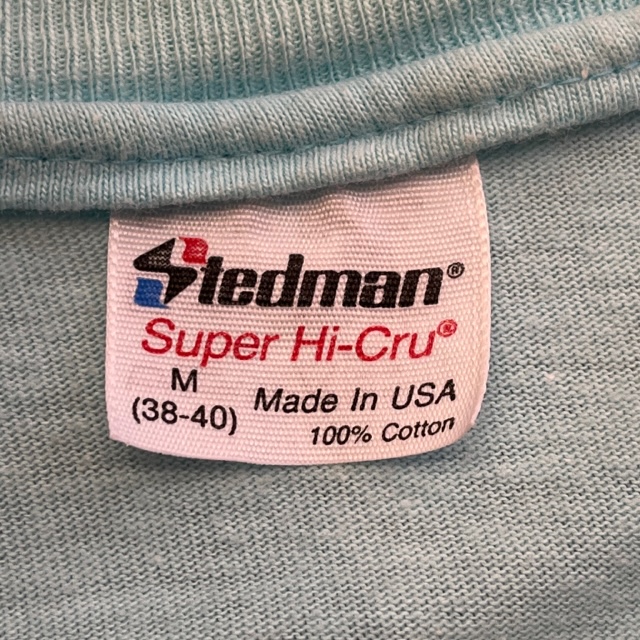 Stedman®
Super Hi-Cru®
M
(38-40)
Made In USA
100% Cotton